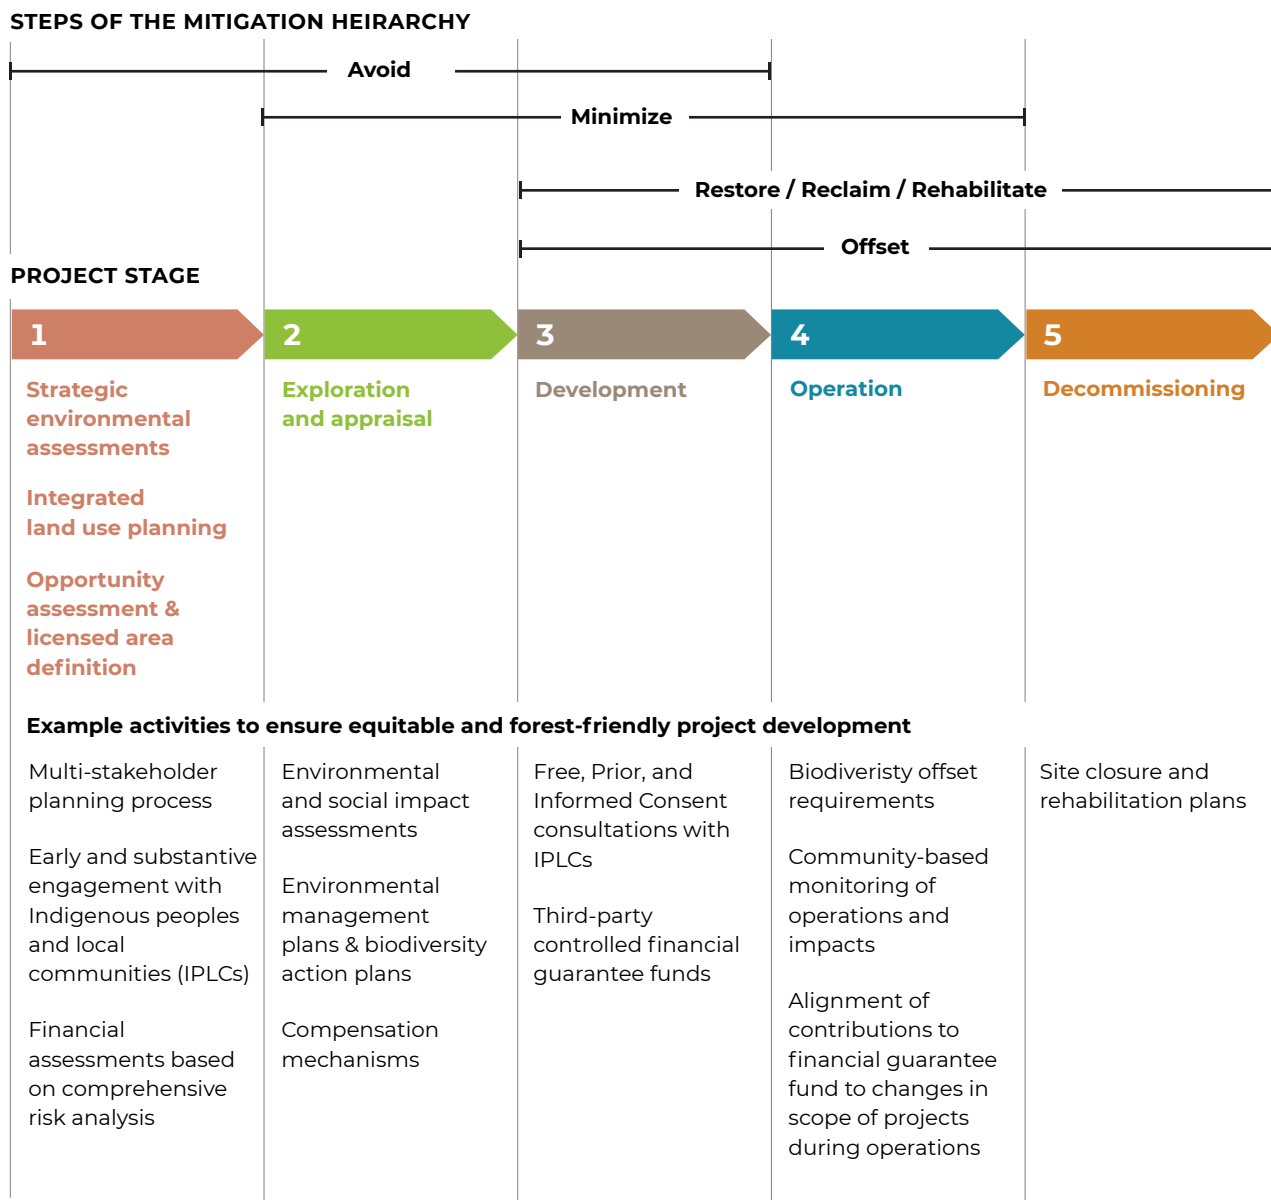 STEPS OF THE MITIGATION HEIRARCHY
Avoid
Minimize
Restore / Reclaim / Rehabilitate
Offset
PROJECT STAGE
1
2
3
4
5
Strategic
environmental
assessments
Integrated
land use planning
Opportunity
assessment &
licensed area
definition
Exploration
and appraisal
Development
Operation
Decommissioning
Example activities to ensure equitable and forest-friendly project development
Multi-stakeholder
planning process
Early and substantive
engagement with
Indigenous peoples
and local
communities (IPLCs)
Financial
assessments based
on comprehensive
risk analysis
Environmental
and social impact
assessments
Environmental
management
plans & biodiversity
action plans
Compensation
mechanisms
Free, Prior, and
Informed Consent
consultations with
IPLCs
Third-party
controlled financial
guarantee funds
Biodiveristy offset
requirements
Community-based
monitoring of
operations and
impacts
Alignment of
contributions to
financial guarantee
fund to changes in
scope of projects
during operations
Site closure and
rehabilitation plans